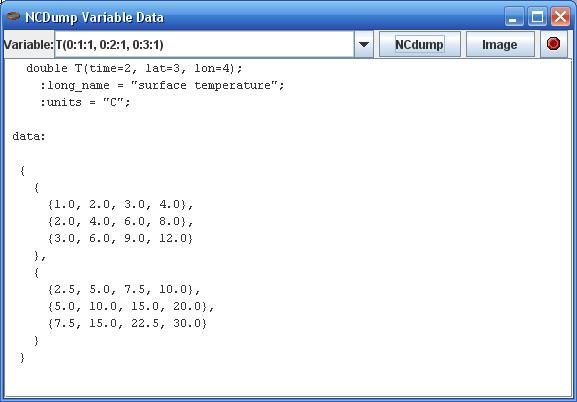 NCDump Variable Data
Variable: T(0:1:1, 0:2:1, 0:3:1) NCdump Image
double T(time=2, lat=3, lon=4);
:long_name = "surface temperature";
:units = "C";
data:
{
{
{1.0, 2.0, 3.0, 4.0},
{2.0, 4.0, 6.0, 8.0},
{3.0, 6.0, 9.0, 12.0}
},
{
{2.5, 5.0, 7.5, 10.0},
{5.0, 10.0, 15.0, 20.0},
{7.5, 15.0, 22.5, 30.0}
}
}